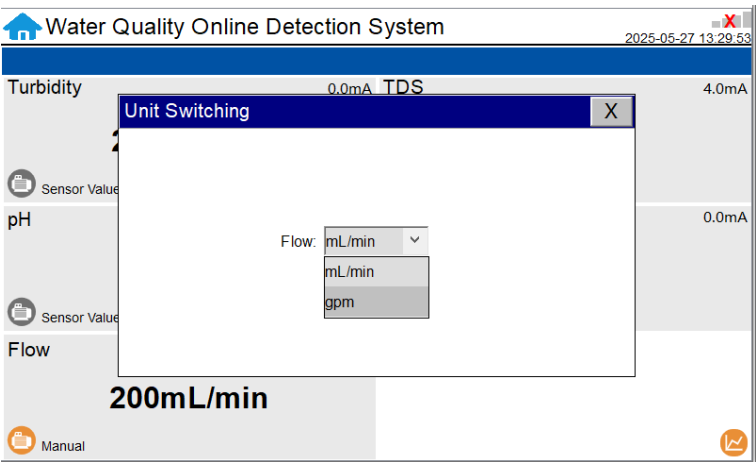 Water Quality Online Detection System
X
2025-05-27 13:29:53
Turbidity
0.0mA
TDS
4.0mA
Unit Switching
X
Sensor Value
pH
0.0mA
Flow:
mL/min
mL/min
gpm
Sensor Value
Flow
200mL/min
Manual